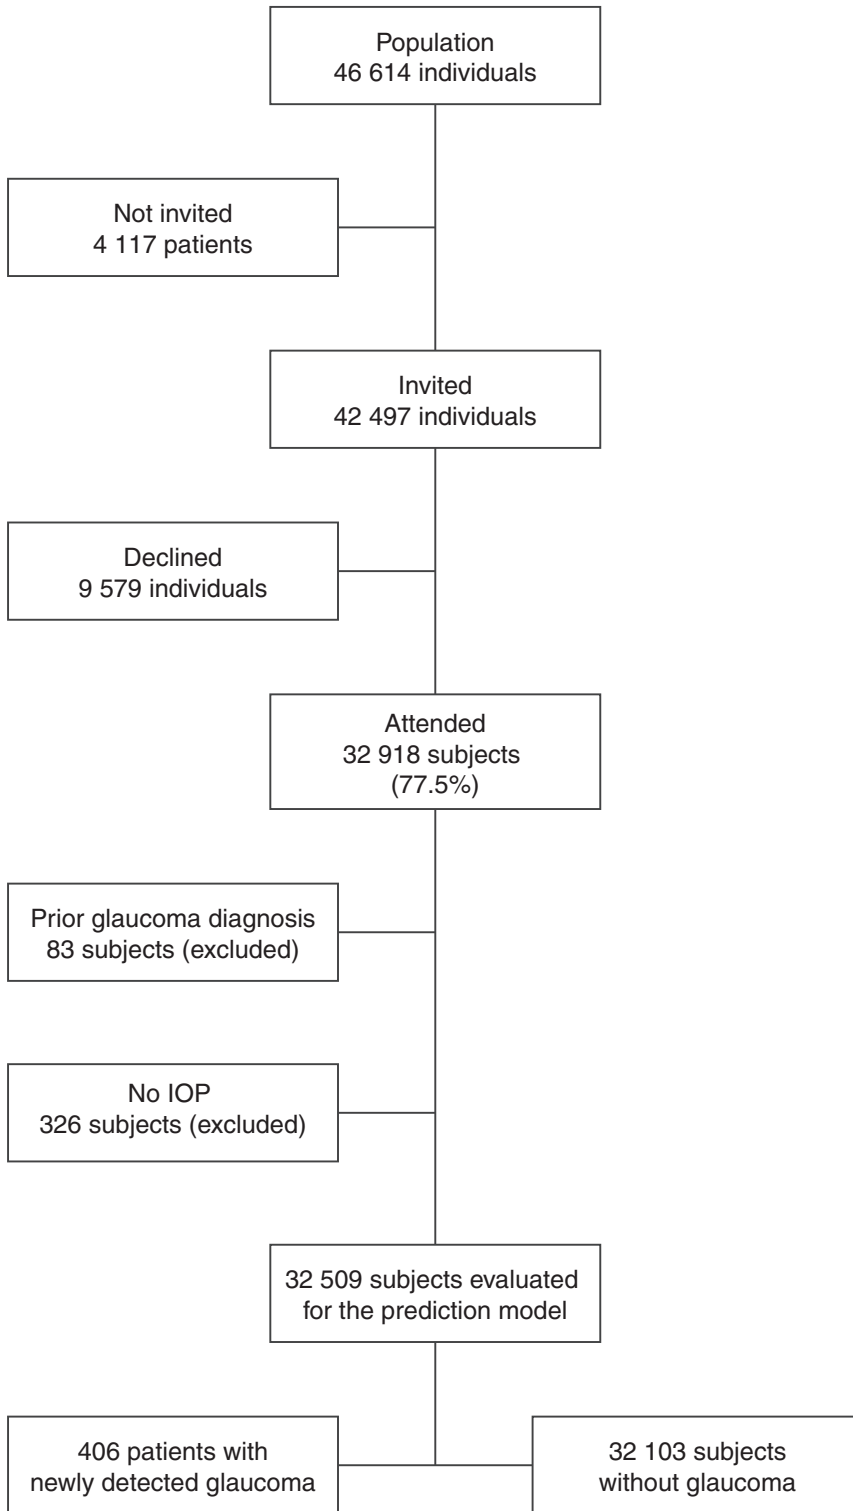 Population
46 614 individuals
Not invited
4 117 patients
Invited
42 497 individuals
Declined
9 579 individuals
Attended
32 918 subjects
(77.5%)
Prior glaucoma diagnosis
83 subjects (excluded)
No IOP
326 subjects (excluded)
32 509 subjects evaluated
for the prediction model
406 patients with
newly detected glaucoma
32 103 subjects
without glaucoma